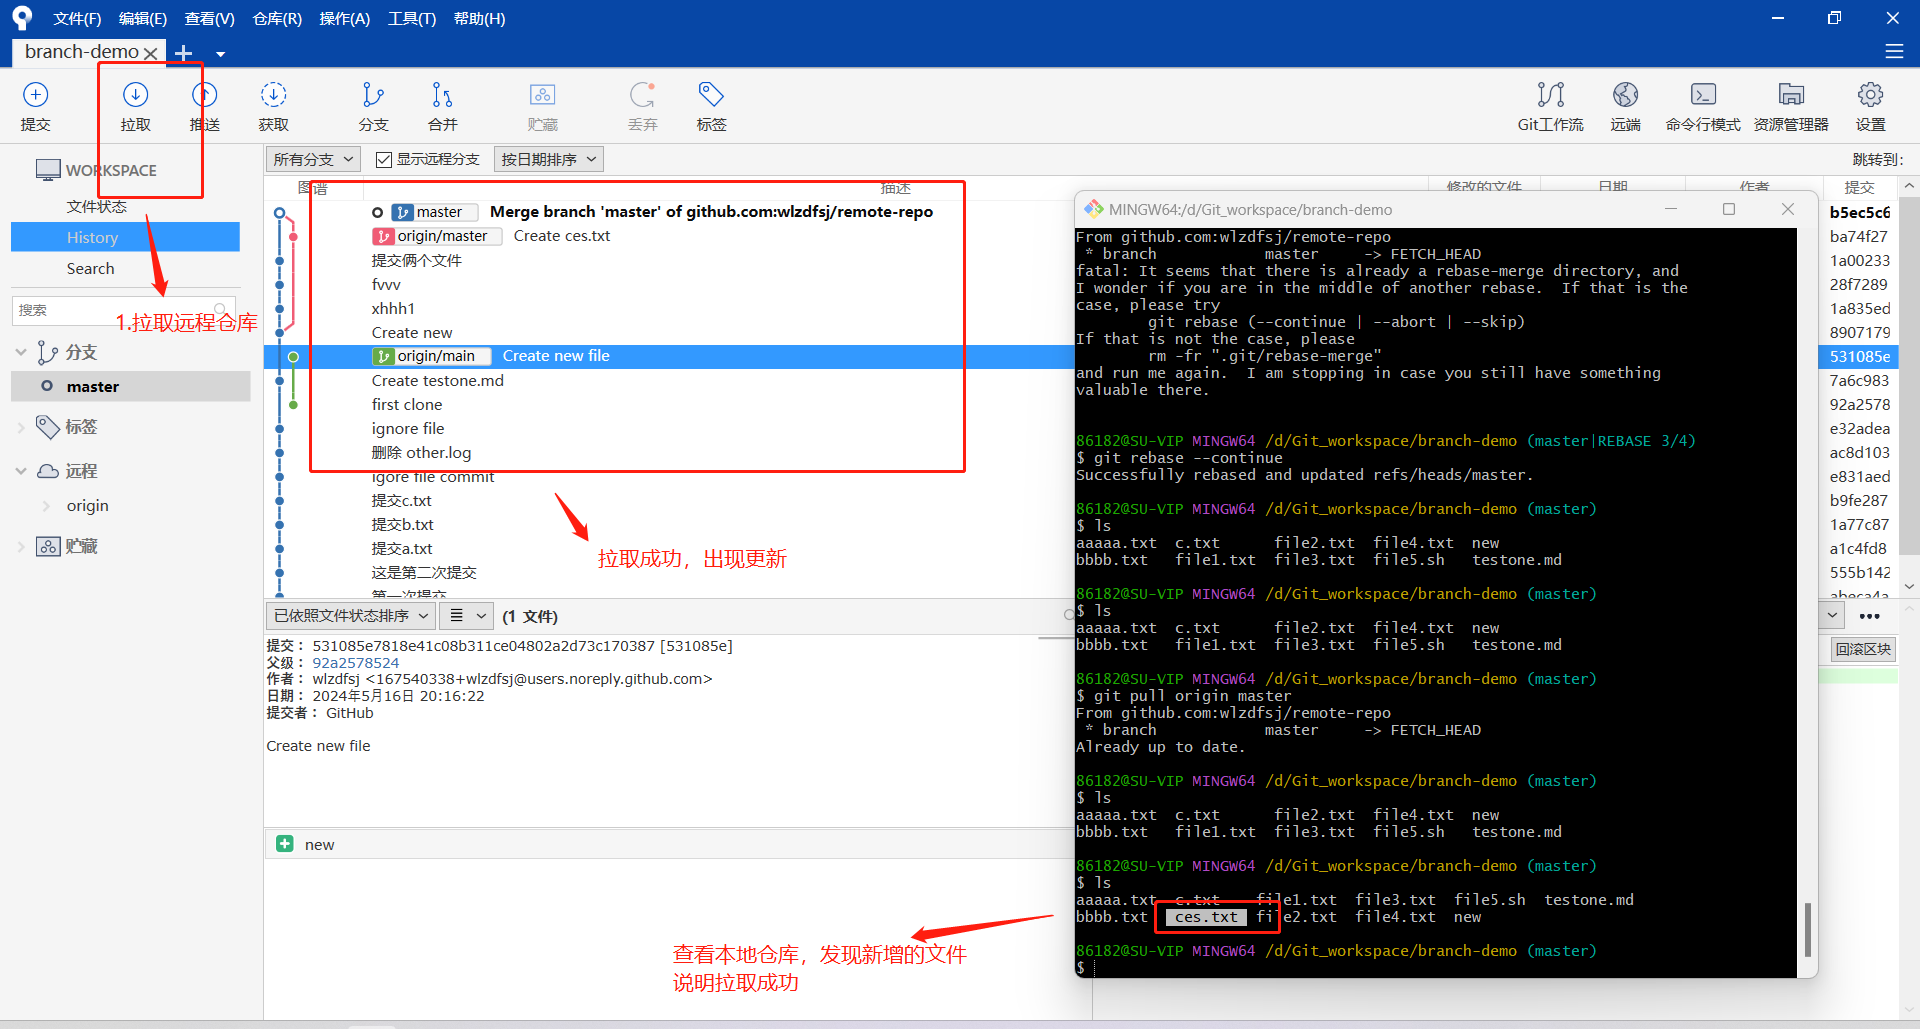 文件(F) 编辑(E) 查看(V) 仓库(R) 操作(A) 工具(T) 帮助(H)
branch-demo
提交 拉取 推送 获取 分支 合并 贮藏 丢弃 标签 Git工作流 远端 命令行模式 资源管理器 设置
WORKSPACE
文件状态
History
Search
搜索
1.拉取远程仓库
分支
master
标签
远程
origin
贮藏
所有分支 显示远程分支 按日期排序 跳转到:
图谱 描述 修改的文件 日期 作者 提交
master Merge branch 'master' of github.com:wlzdfsj/remote-repo b5ec5c6
origin/master Create ces.txt ba74f27
提交俩个文件 1a00233
fvvv 28f7289
xhhh1 1a835ed
Create new 8907179
origin/main Create new file 531085e
Create testone.md 7a6c983
first clone 92a2578
ignore file e32adea
删除 other.log ac8d103
igore file commit e831aed
提交c.txt b9fe287
提交b.txt 1a77c87
提交a.txt a1c4fd8
这是第二次提交 555b142
第一次提交 abeca4a
拉取成功，出现更新
已依照文件状态排序 (1 文件)
回滚区块
提交： 531085e7818e41c08b311ce04802a2d73c170387 [531085e]
父级： 92a2578524
作者： wlzdfsj <167540338+wlzdfsj@users.noreply.github.com>
日期： 2024年5月16日 20:16:22
提交者： GitHub
Create new file
new
查看本地仓库，发现新增的文件
说明拉取成功
MINGW64:/d/Git_workspace/branch-demo
From github.com:wlzdfsj/remote-repo
* branch master -> FETCH_HEAD
fatal: It seems that there is already a rebase-merge directory, and
I wonder if you are in the middle of another rebase. If that is the
case, please try
git rebase (--continue | --abort | --skip)
If that is not the case, please
rm -fr ".git/rebase-merge"
and run me again. I am stopping in case you still have something
valuable there.
86182@SU-VIP MINGW64 /d/Git_workspace/branch-demo (master|REBASE 3/4)
$ git rebase --continue
Successfully rebased and updated refs/heads/master.
86182@SU-VIP MINGW64 /d/Git_workspace/branch-demo (master)
$ ls
aaaaa.txt c.txt file2.txt file4.txt new
bbbb.txt file1.txt file3.txt file5.sh testone.md
86182@SU-VIP MINGW64 /d/Git_workspace/branch-demo (master)
$ ls
aaaaa.txt c.txt file2.txt file4.txt new
bbbb.txt file1.txt file3.txt file5.sh testone.md
86182@SU-VIP MINGW64 /d/Git_workspace/branch-demo (master)
$ git pull origin master
From github.com:wlzdfsj/remote-repo
* branch master -> FETCH_HEAD
Already up to date.
86182@SU-VIP MINGW64 /d/Git_workspace/branch-demo (master)
$ ls
aaaaa.txt c.txt file2.txt file4.txt new
bbbb.txt file1.txt file3.txt file5.sh testone.md
86182@SU-VIP MINGW64 /d/Git_workspace/branch-demo (master)
$ ls
aaaaa.txt c.txt file1.txt file3.txt file5.sh testone.md
bbbb.txt ces.txt file2.txt file4.txt new
86182@SU-VIP MINGW64 /d/Git_workspace/branch-demo (master)
$